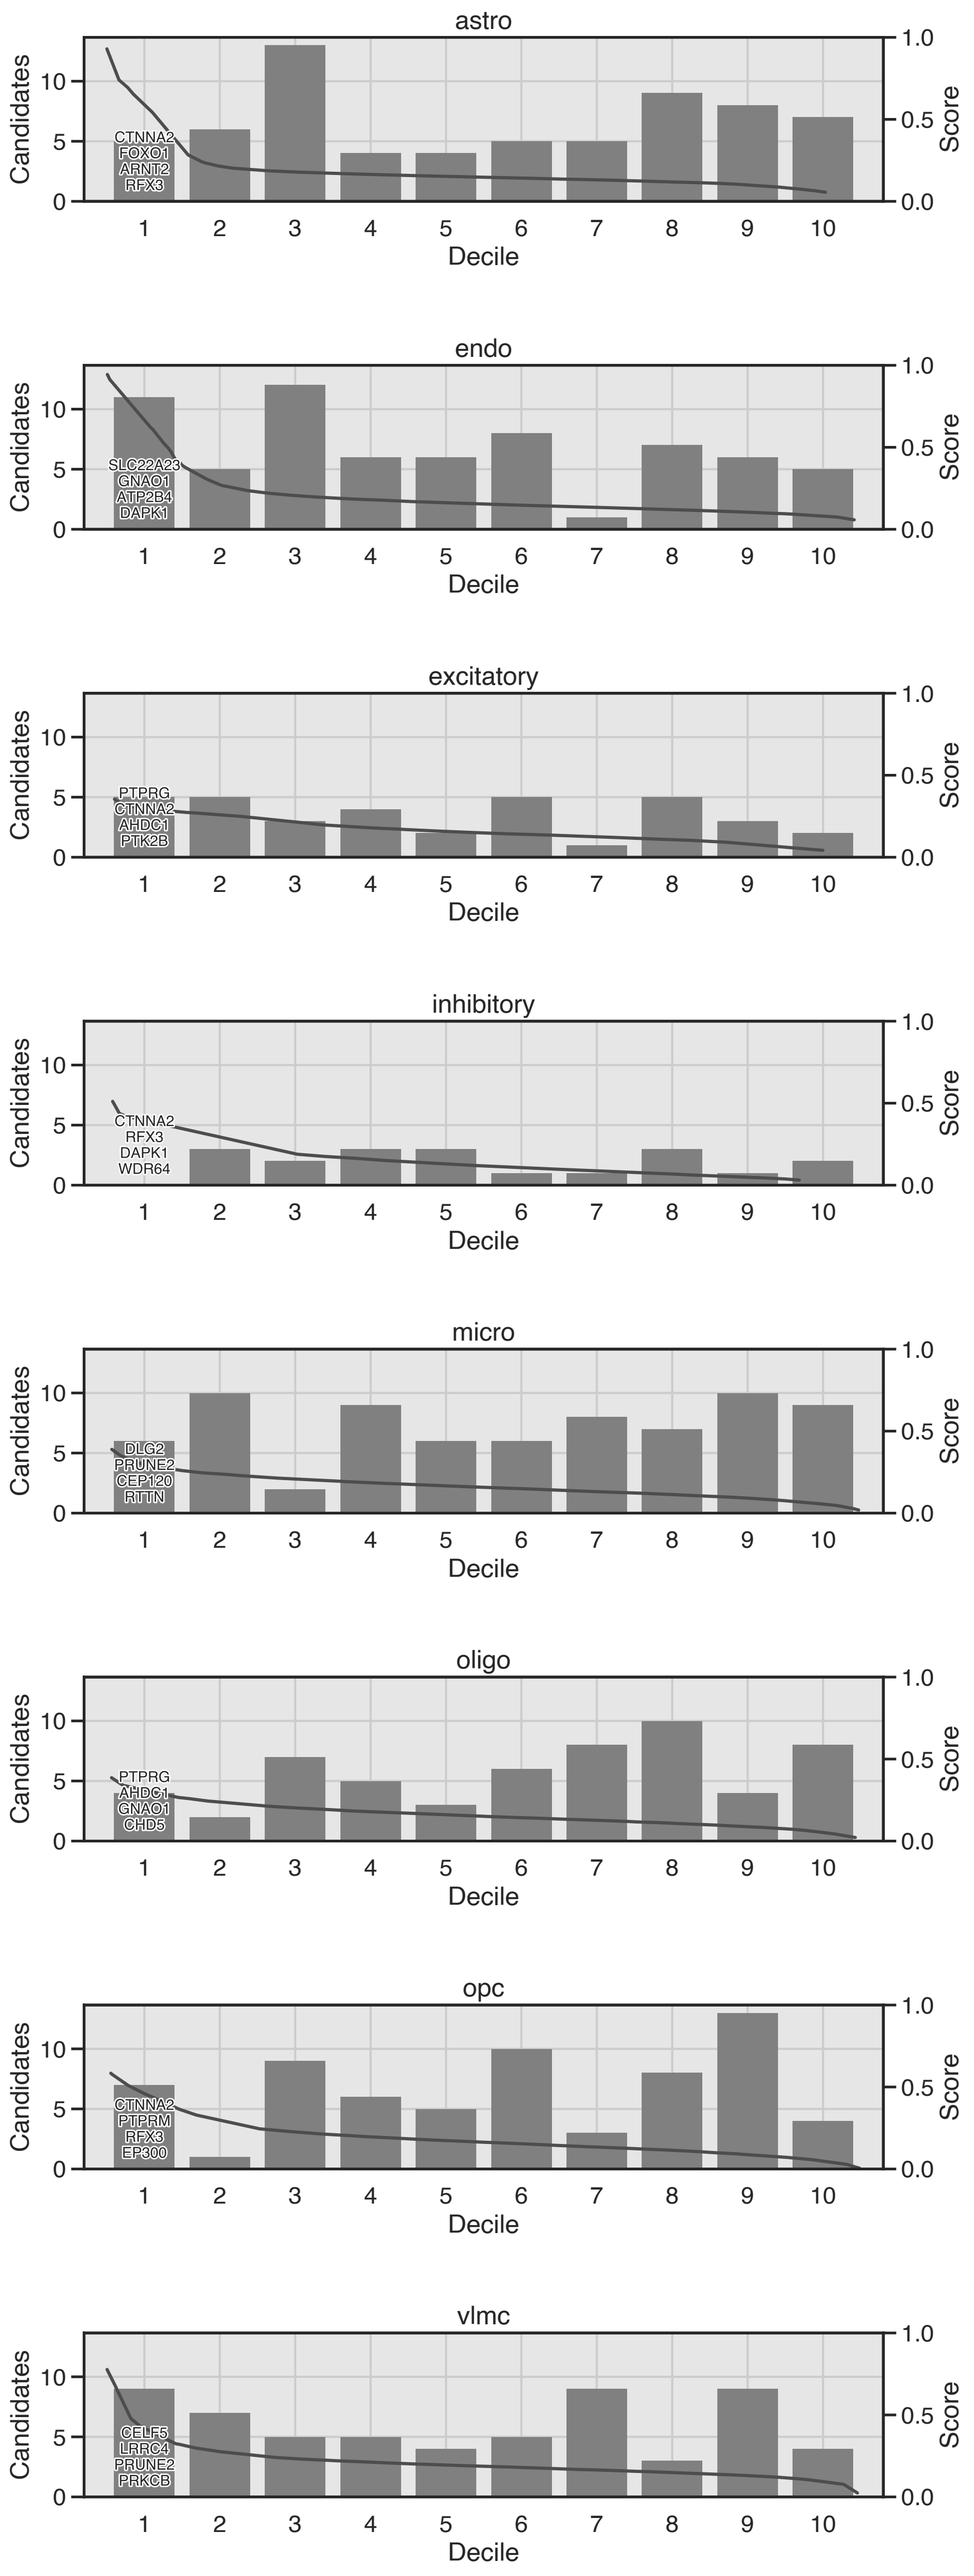 astro
Candidates
10
5
0
CTNNA2
FOXO1
ARNT2
RFX3
1.0
0.5
0.0
Score
1 2 3 4 5 6 7 8 9 10
Decile
endo
Candidates
10
5
0
SLC22A23
GNAO1
ATP2B4
DAPK1
1.0
0.5
0.0
Score
1 2 3 4 5 6 7 8 9 10
Decile
excitatory
Candidates
10
5
0
PTPRG
CTNNA2
AHDC1
PTK2B
1.0
0.5
0.0
Score
1 2 3 4 5 6 7 8 9 10
Decile
inhibitory
Candidates
10
5
0
CTNNA2
RFX3
DAPK1
WDR64
1.0
0.5
0.0
Score
1 2 3 4 5 6 7 8 9 10
Decile
micro
Candidates
10
5
0
DLG2
PRUNE2
CEP120
RTTN
1.0
0.5
0.0
Score
1 2 3 4 5 6 7 8 9 10
Decile
oligo
Candidates
10
5
0
PTPRG
AHDC1
GNAO1
CHD5
1.0
0.5
0.0
Score
1 2 3 4 5 6 7 8 9 10
Decile
opc
Candidates
10
5
0
CTNNA2
PTPRM
RFX3
EP300
1.0
0.5
0.0
Score
1 2 3 4 5 6 7 8 9 10
Decile
vlmc
Candidates
10
5
0
CELF5
LRRC4
PRUNE2
PRKCB
1.0
0.5
0.0
Score
1 2 3 4 5 6 7 8 9 10
Decile